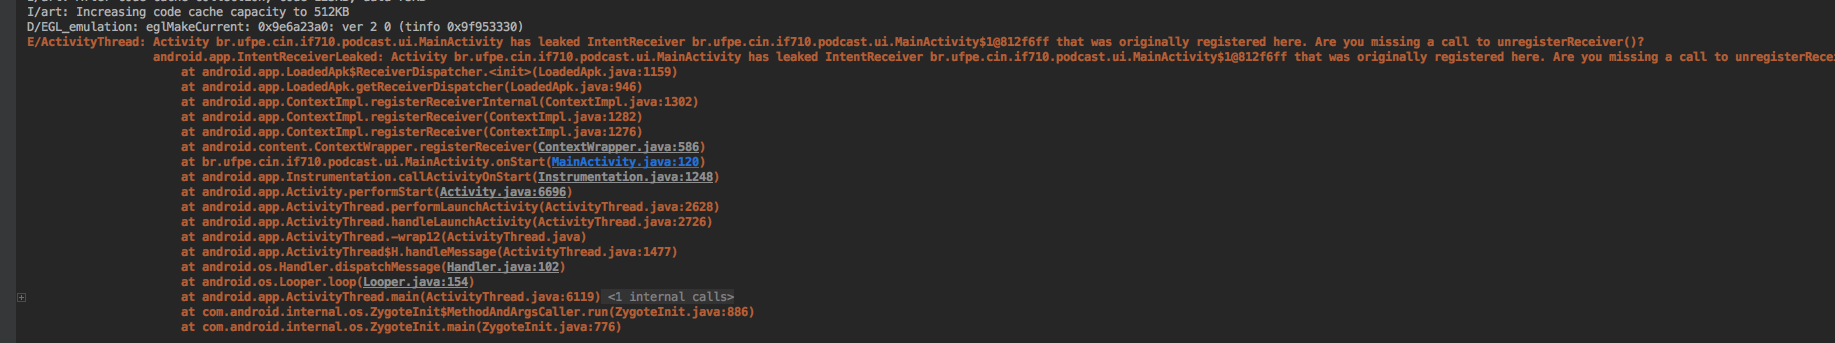 I/art: Increasing code cache capacity to 512KB
D/EGL_emulation: eglMakeCurrent: 0x9e6a23a0: ver 2 0 (tinfo 0x9f953330)
E/ActivityThread: Activity br.ufpe.cin.if710.podcast.ui.MainActivity has leaked IntentReceiver br.ufpe.cin.if710.podcast.ui.MainActivity$1@812f6ff that was originally registered here. Are you missing a call to unregisterReceiver()?
android.app.IntentReceiverLeaked: Activity br.ufpe.cin.if710.podcast.ui.MainActivity has leaked IntentReceiver br.ufpe.cin.if710.podcast.ui.MainActivity$1@812f6ff that was originally registered here. Are you missing a call to unregisterRece
at android.app.LoadedApk$ReceiverDispatcher.<init>(LoadedApk.java:1159)
at android.app.LoadedApk.getReceiverDispatcher(LoadedApk.java:946)
at android.app.ContextImpl.registerReceiverInternal(ContextImpl.java:1302)
at android.app.ContextImpl.registerReceiver(ContextImpl.java:1282)
at android.app.ContextImpl.registerReceiver(ContextImpl.java:1276)
at android.content.ContextWrapper.registerReceiver(ContextWrapper.java:586)
at br.ufpe.cin.if710.podcast.ui.MainActivity.onStart(MainActivity.java:120)
at android.app.Instrumentation.callActivityOnStart(Instrumentation.java:1248)
at android.app.Activity.performStart(Activity.java:6696)
at android.app.ActivityThread.performLaunchActivity(ActivityThread.java:2628)
at android.app.ActivityThread.handleLaunchActivity(ActivityThread.java:2726)
at android.app.ActivityThread.-wrap12(ActivityThread.java)
at android.app.ActivityThread$H.handleMessage(ActivityThread.java:1477)
at android.os.Handler.dispatchMessage(Handler.java:102)
at android.os.Looper.loop(Looper.java:154)
at android.app.ActivityThread.main(ActivityThread.java:6119) <1 internal calls>
at com.android.internal.os.ZygoteInit$MethodAndArgsCaller.run(ZygoteInit.java:886)
at com.android.internal.os.ZygoteInit.main(ZygoteInit.java:776)